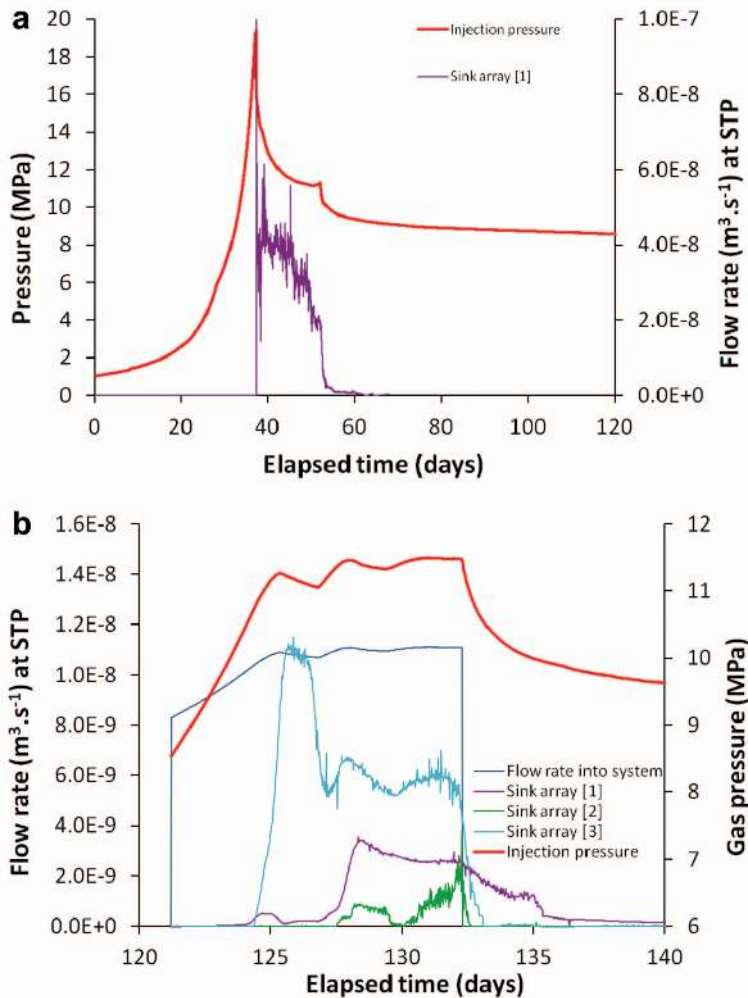 a
Injection pressure
Sink array [1]
Pressure (MPa)
20
18
16
14
12
10
8
6
4
2
0
1.0E-7
8.0E-8
6.0E-8
4.0E-8
2.0E-8
0.0E+0
Flow rate (m³.s⁻¹) at STP
0 20 40 60 80 100 120
Elapsed time (days)
b
Flow rate (m³.s⁻¹) at STP
1.6E-8
1.4E-8
1.2E-8
1.0E-8
8.0E-9
6.0E-9
4.0E-9
2.0E-9
0.0E+0
12
11
10
9
8
7
6
Gas pressure (MPa)
Flow rate into system
Sink array [1]
Sink array [2]
Sink array [3]
Injection pressure
120 125 130 135 140
Elapsed time (days)